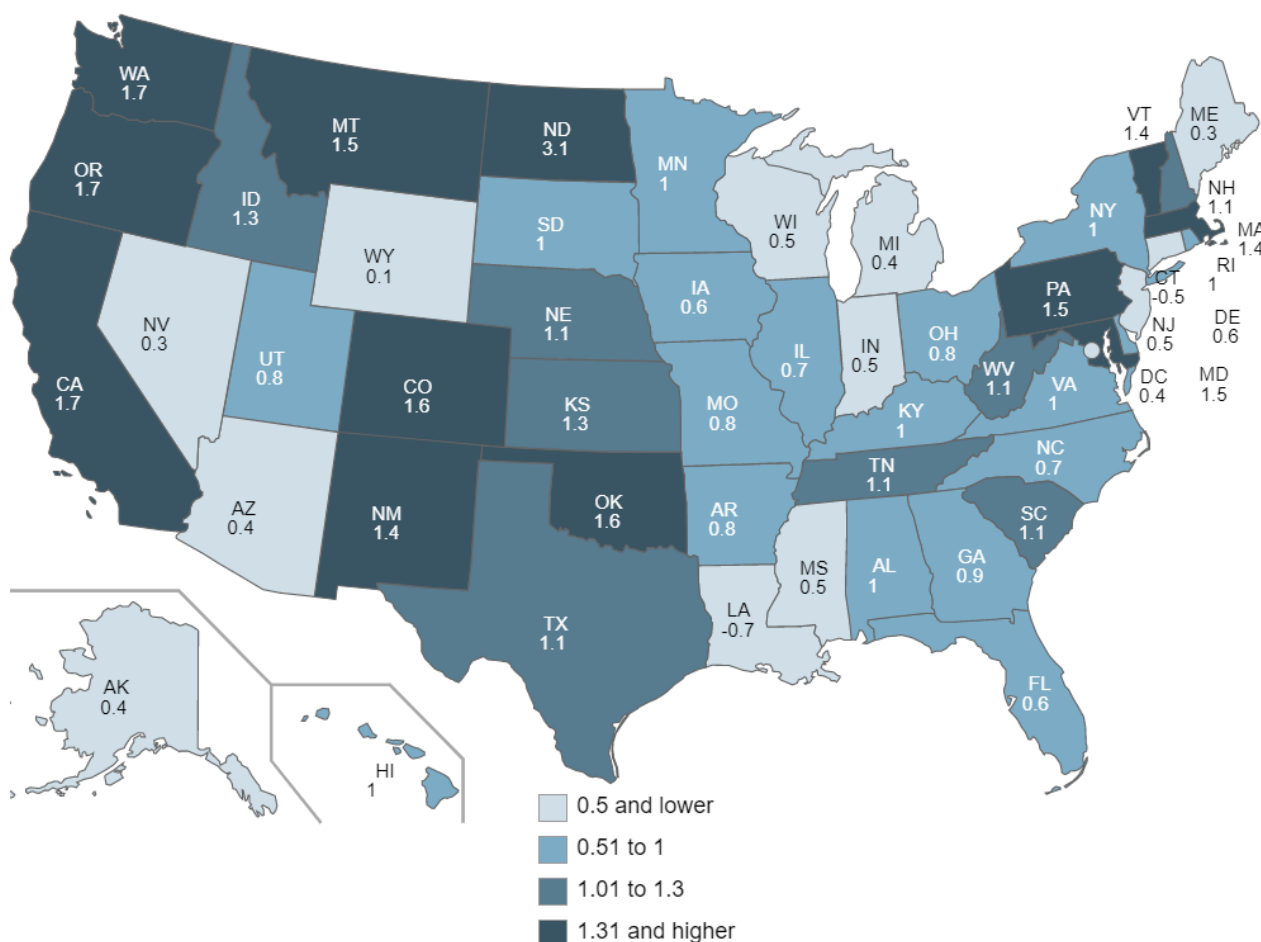 WA
1.7
OR
1.7
CA
1.7
ID
1.3
NV
0.3
MT
1.5
WY
0.1
UT
0.8
AZ
0.4
CO
1.6
NM
1.4
ND
3.1
SD
1
NE
1.1
KS
1.3
OK
1.6
TX
1.1
MN
1
IA
0.6
MO
0.8
AR
0.8
LA
-0.7
WI
0.5
IL
0.7
MI
0.4
IN
0.5
OH
0.8
KY
1
TN
1.1
MS
0.5
AL
1
GA
0.9
FL
0.6
SC
1.1
NC
0.7
VA
1
WV
1.1
PA
1.5
NY
1
VT
1.4
ME
0.3
NH
1.1
MA
1.4
RI
1
CT
-0.5
NJ
0.5
DE
0.6
DC
0.4
MD
1.5
AK
0.4
HI
1
0.5 and lower
0.51 to 1
1.01 to 1.3
1.31 and higher